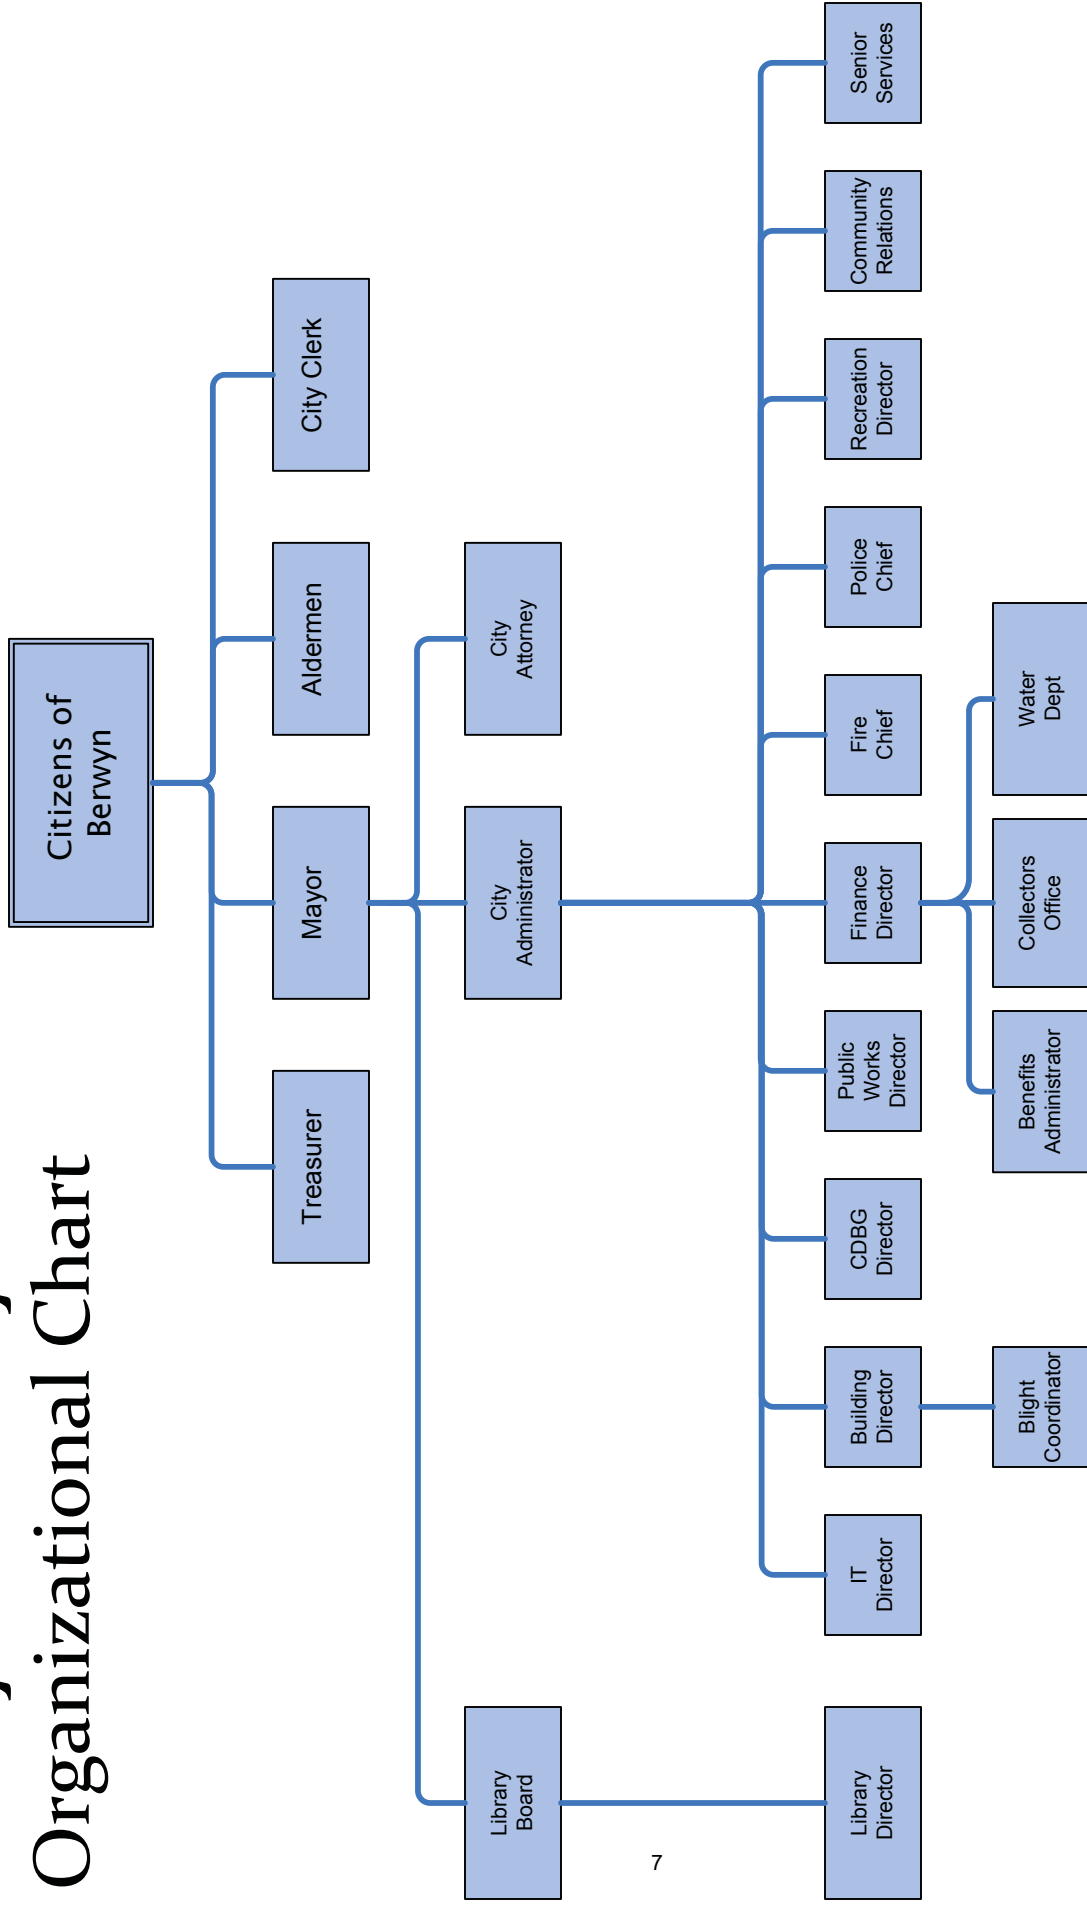 Organizational Chart
Citizens of
Berwyn
Treasurer
Mayor
Aldermen
City Clerk
Library
Board
City
Administrator
City
Attorney
Library
Director
IT
Director
Building
Director
CDBG
Director
Public
Works
Director
Finance
Director
Fire
Chief
Police
Chief
Recreation
Director
Community
Relations
Senior
Services
Blight
Coordinator
Benefits
Administrator
Collectors
Office
Water
Dept
7